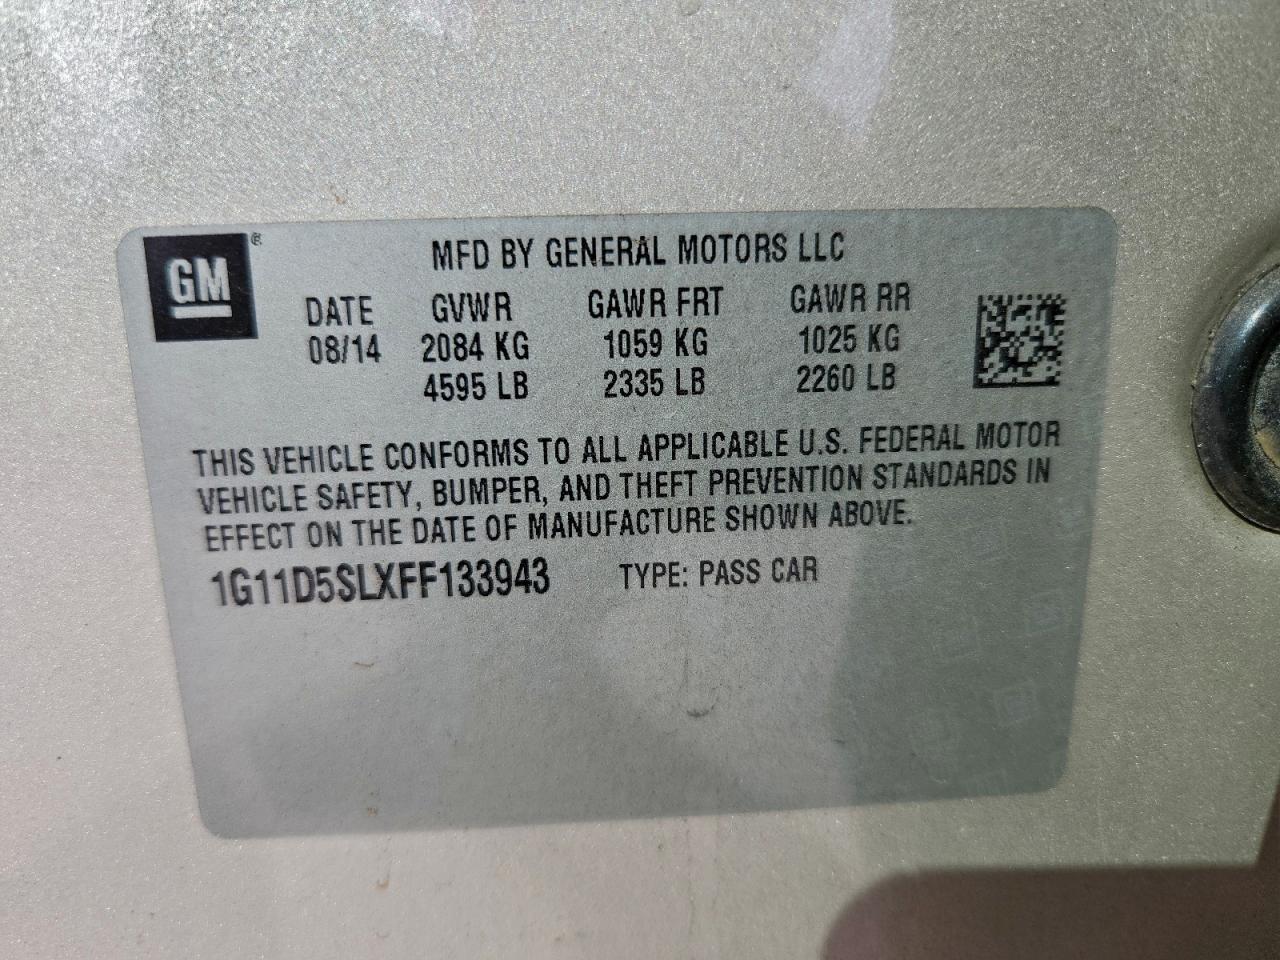 GM®
MFD BY GENERAL MOTORS LLC
DATE GVWR GAWR FRT GAWR RR
08/14 2084 KG 1059 KG 1025 KG
4595 LB 2335 LB 2260 LB
THIS VEHICLE CONFORMS TO ALL APPLICABLE U.S. FEDERAL MOTOR
VEHICLE SAFETY, BUMPER, AND THEFT PREVENTION STANDARDS IN
EFFECT ON THE DATE OF MANUFACTURE SHOWN ABOVE.
1G11D5SLXFF133943 TYPE: PASS CAR